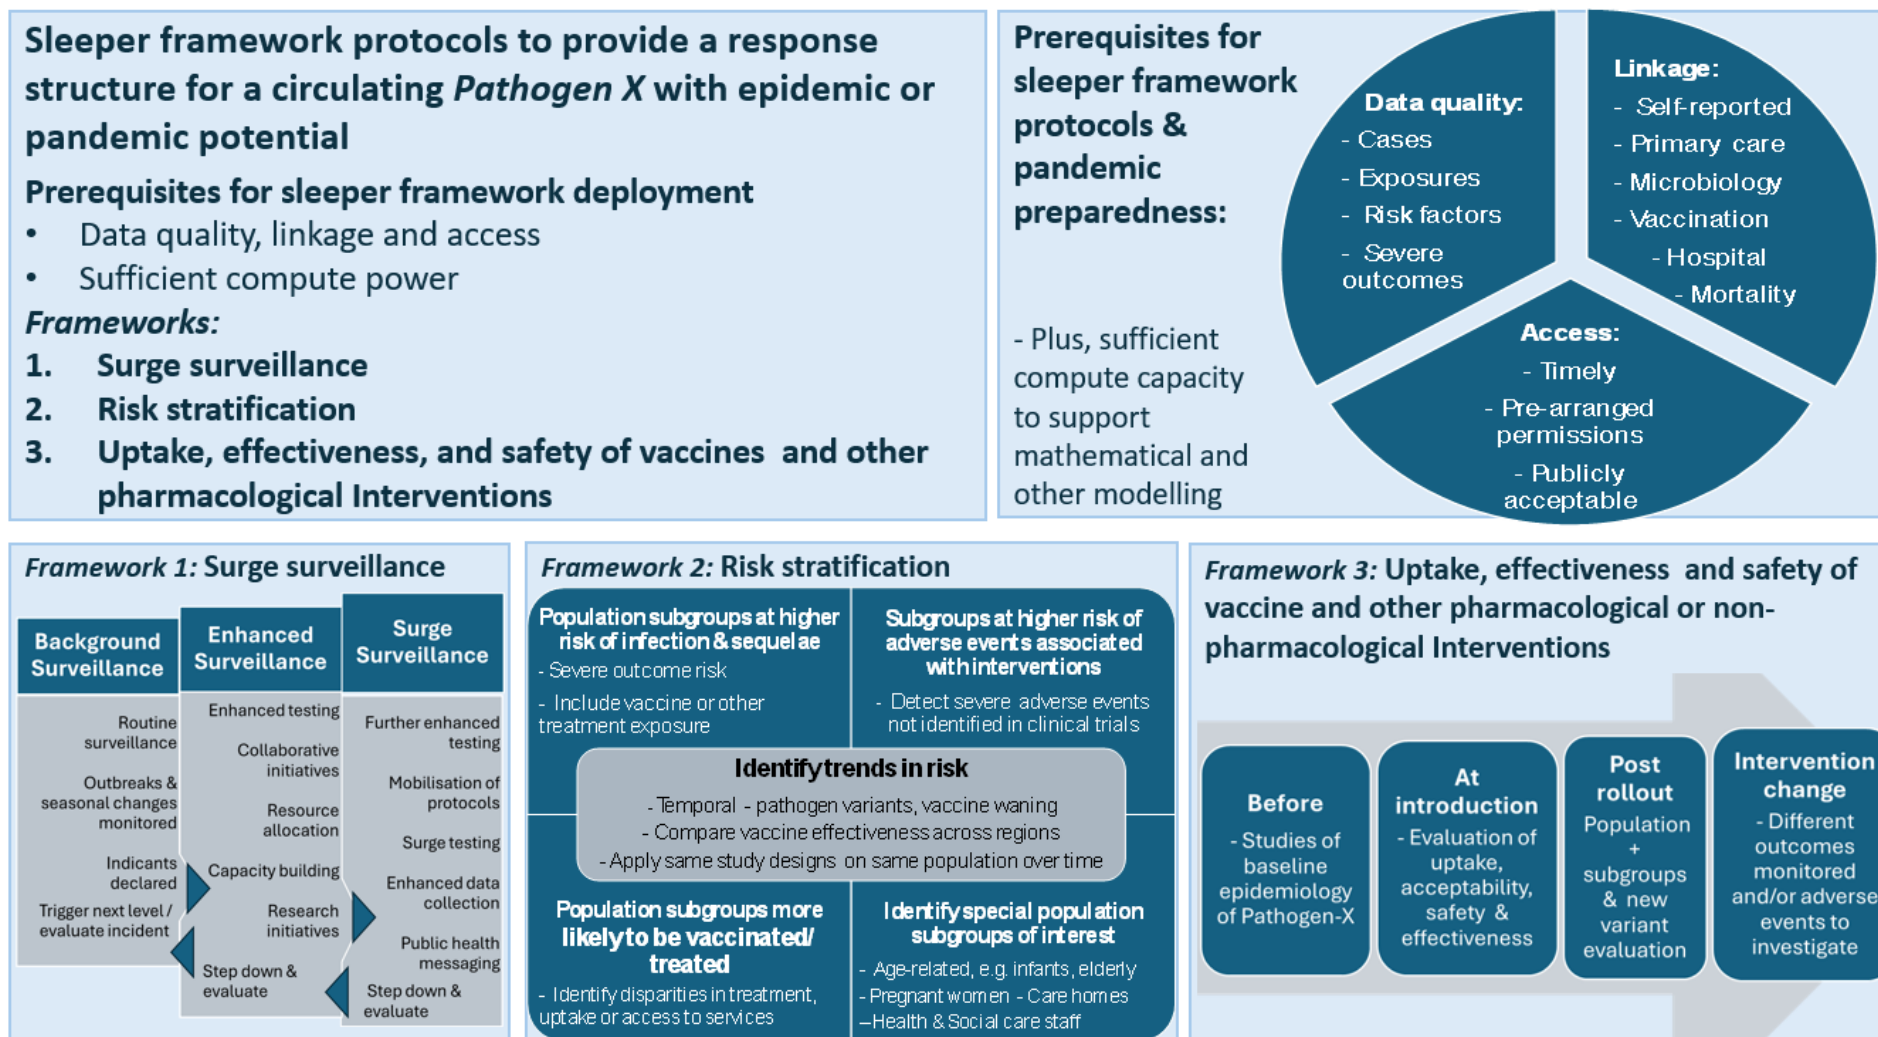 Sleeper framework protocols to provide a response
structure for a circulating Pathogen X with epidemic or
pandemic potential
Prerequisites for sleeper framework deployment
• Data quality, linkage and access
• Sufficient compute power
Frameworks:
1. Surge surveillance
2. Risk stratification
3. Uptake, effectiveness, and safety of vaccines and other
pharmacological Interventions
Prerequisites for
sleeper framework
protocols &
pandemic
preparedness:
- Plus, sufficient
compute capacity
to support
mathematical and
other modelling
Data quality:
- Cases
- Exposures
- Risk factors
- Severe
outcomes
Linkage:
- Self-reported
- Primary care
- Microbiology
- Vaccination
- Hospital
- Mortality
Access:
- Timely
- Pre-arranged
permissions
- Publicly
acceptable
Framework 1: Surge surveillance
Background
Surveillance
Routine
surveillance
Outbreaks &
seasonal changes
monitored
Indicants
declared
Trigger next level /
evaluate incident
Enhanced
Surveillance
Enhanced testing
Collaborative
initiatives
Resource
allocation
Capacity building
Research
initiatives
Step down &
evaluate
Surge
Surveillance
Further enhanced
testing
Mobilisation of
protocols
Surge testing
Enhanced data
collection
Public health
messaging
Step down &
evaluate
Framework 2: Risk stratification
Population subgroups at higher
risk of infection & sequelae
- Severe outcome risk
- Include vaccine or other
treatment exposure
Subgroups at higher risk of
adverse events associated
with interventions
- Detect severe adverse events
not identified in clinical trials
Identify trends in risk
- Temporal - pathogen variants, vaccine waning
- Compare vaccine effectiveness across regions
- Apply same study designs on same population over time
Population subgroups more
likely to be vaccinated/
treated
- Identify disparities in treatment,
uptake or access to services
Identify special population
subgroups of interest
- Age-related, e.g. infants, elderly
- Pregnant women - Care homes
–Health & Social care staff
Framework 3: Uptake, effectiveness and safety of
vaccine and other pharmacological or non-
pharmacological Interventions
Before
- Studies of
baseline
epidemiology
of Pathogen-X
At
introduction
- Evaluation of
uptake,
acceptability,
safety &
effectiveness
Post
rollout
Population
+
subgroups
& new
variant
evaluation
Intervention
change
- Different
outcomes
monitored
and/or adverse
events to
investigate